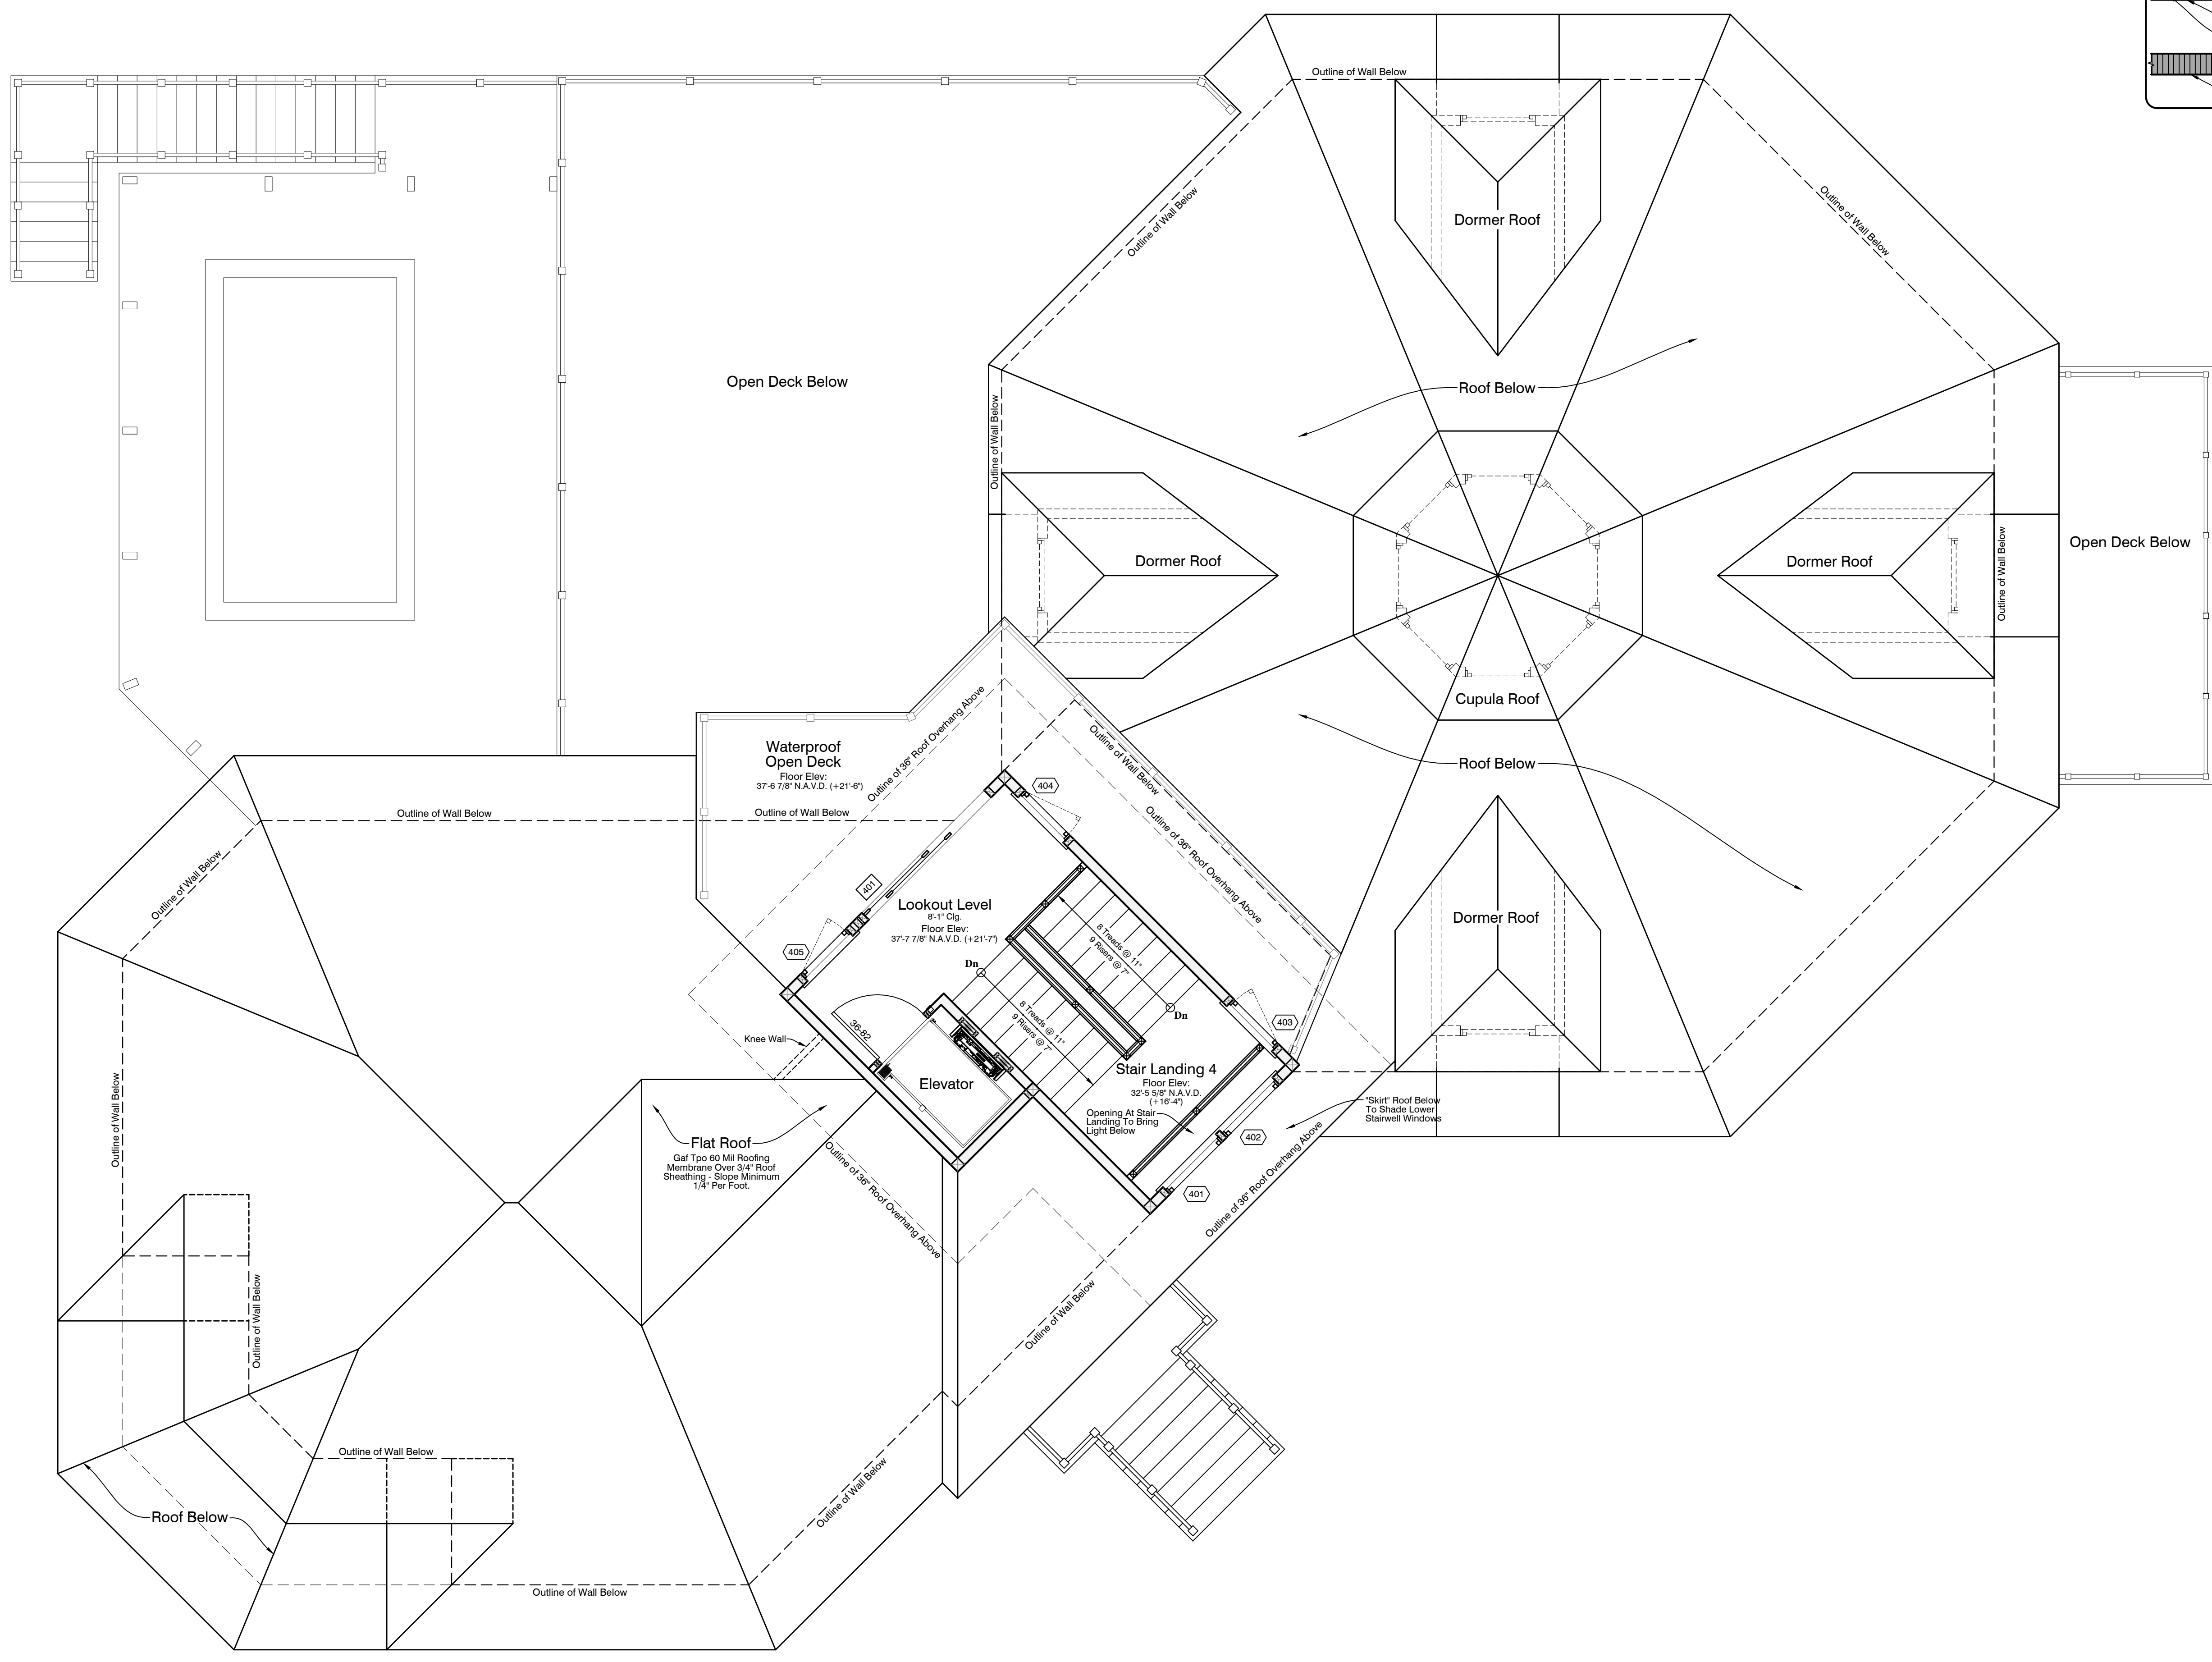 Outline of Wall Below
Outline of Wall Below
Outline of Wall Below
Dormer Roof
Open Deck Below
Roof Below
Outline of Wall Below
Dormer Roof
Dormer Roof
Open Deck Below
Outline of Wall Below
Cupula Roof
Roof Below
Dormer Roof
Waterproof
Open Deck
Floor Elev:
37'-6 7/8" N.A.V.D. (+21'-6")
Outline of 36" Roof Overhang Above
Outline of Wall Below
Outline of Wall Below
Outline of 36" Roof Overhang Above
404
Outline of Wall Below
Outline of Wall Below
401
Lookout Level
8'-1" Clg.
Floor Elev:
37'-7 7/8" N.A.V.D. (+21'-7")
405
8 Treads @ 11"
9 Risers @ 7"
Dn
Dn
8 Treads @ 11"
9 Risers @ 7"
403
36-82
Knee Wall
Elevator
Stair Landing 4
Floor Elev:
32'-5 5/8" N.A.V.D.
(+16'-4")
Opening At Stair
Landing To Bring
Light Below
"Skirt" Roof Below
To Shade Lower
Stairwell Windows
402
401
Flat Roof
Gaf Tpo 60 Mil Roofing
Membrane Over 3/4" Roof
Sheathing - Slope Minimum
1/4" Per Foot.
Outline of 36" Roof Overhang Above
Outline of 36" Roof Overhang Above
Outline of Wall Below
Outline of Wall Below
Outline of Wall Below
Outline of Wall Below
Outline of Wall Below
Roof Below
Outline of Wall Below